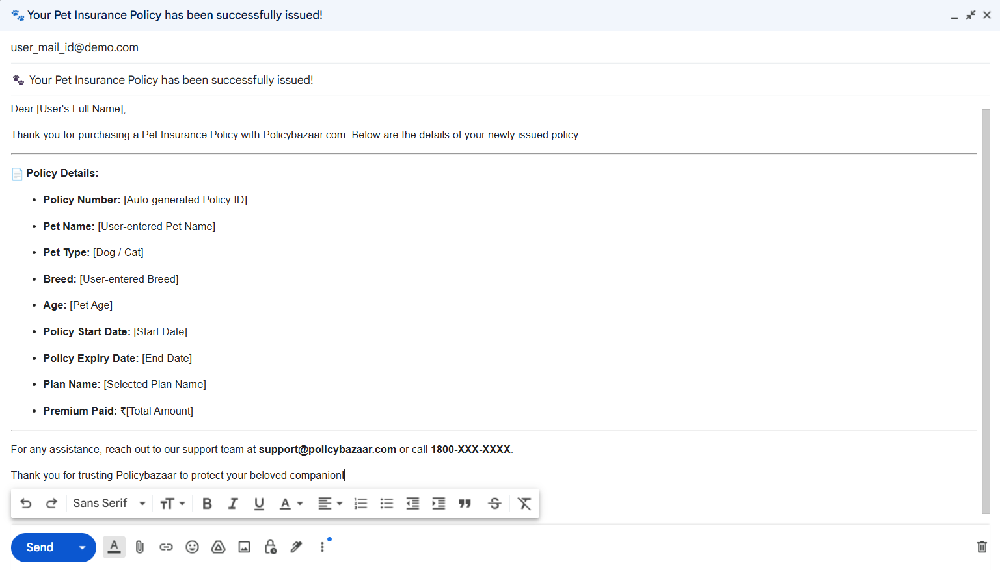 🐾 Your Pet Insurance Policy has been successfully issued!
user_mail_id@demo.com
🐾 Your Pet Insurance Policy has been successfully issued!
Dear [User's Full Name],
Thank you for purchasing a Pet Insurance Policy with Policybazaar.com. Below are the details of your newly issued policy:
📄 Policy Details:
• Policy Number: [Auto-generated Policy ID]
• Pet Name: [User-entered Pet Name]
• Pet Type: [Dog / Cat]
• Breed: [User-entered Breed]
• Age: [Pet Age]
• Policy Start Date: [Start Date]
• Policy Expiry Date: [End Date]
• Plan Name: [Selected Plan Name]
• Premium Paid: ₹[Total Amount]
For any assistance, reach out to our support team at support@policybazaar.com or call 1800-XXX-XXXX.
Thank you for trusting Policybazaar to protect your beloved companion!
Sans Serif
Send